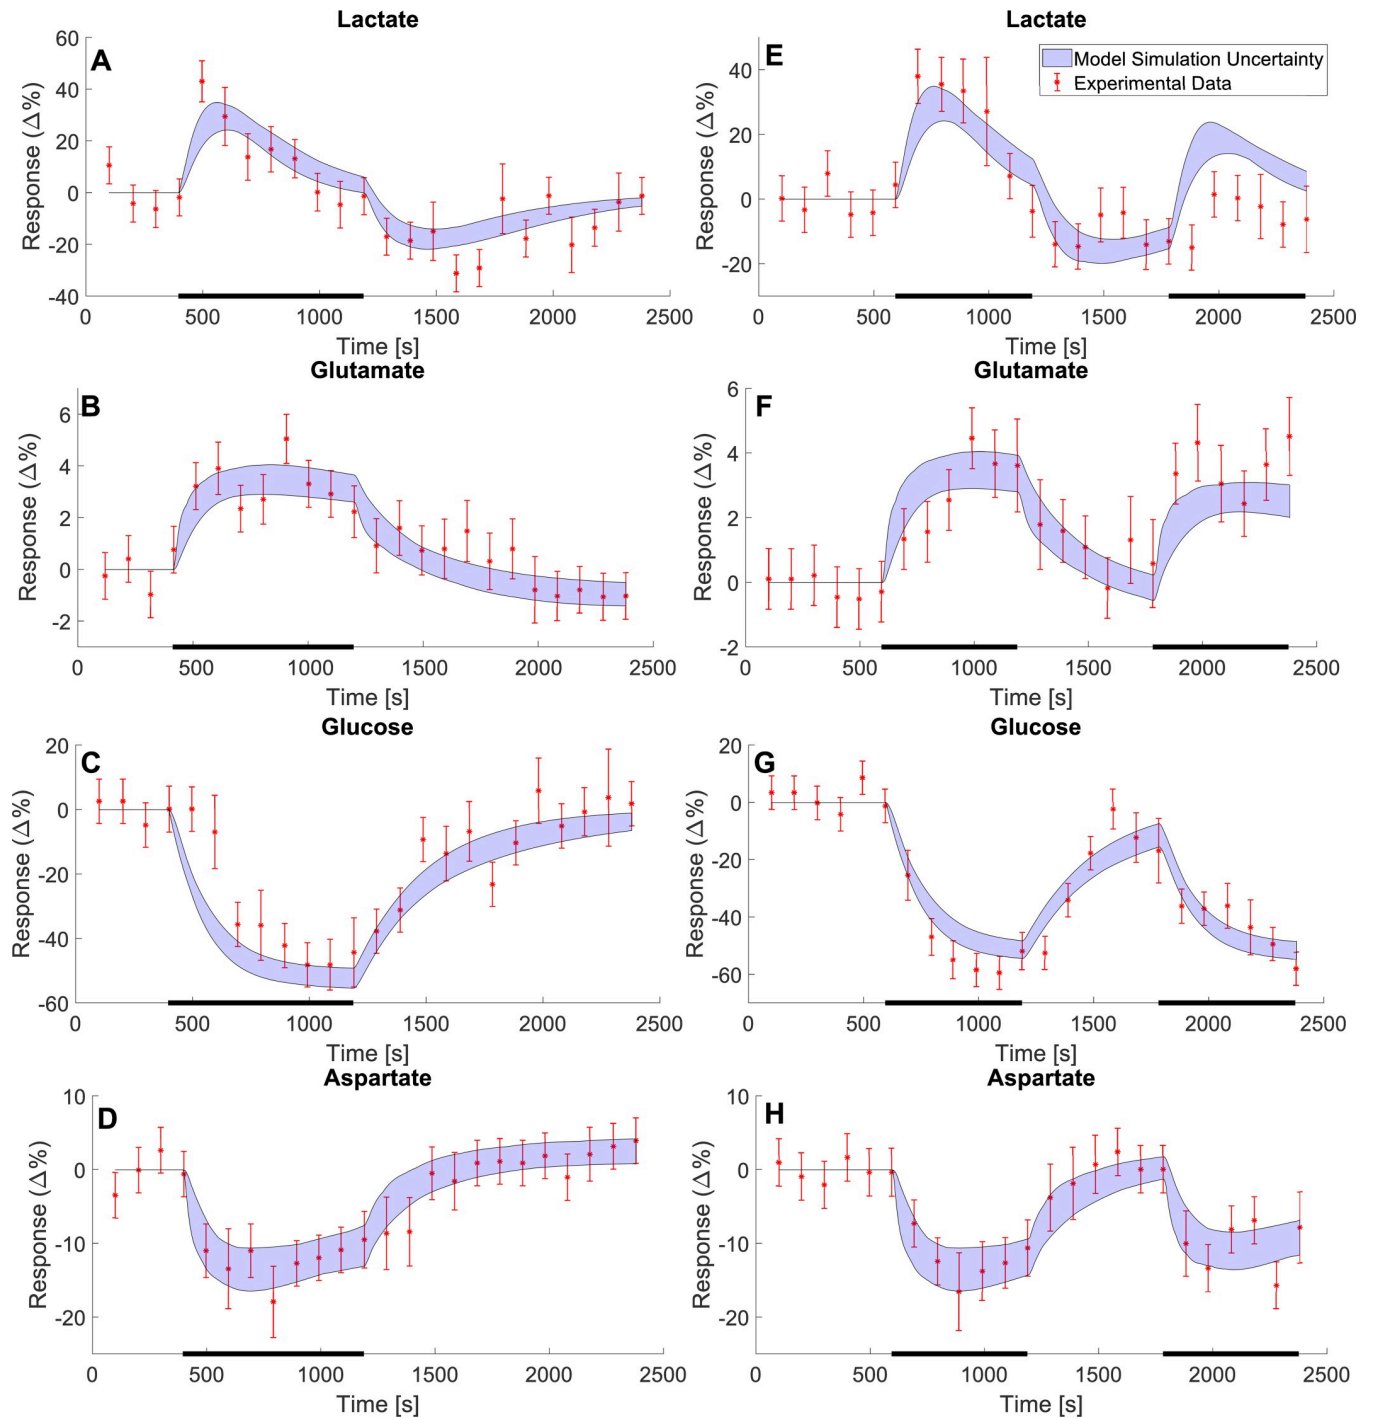 Lactate
A
60
40
20
0
-20
-40
Response (Δ%)
0 500 1000 1500 2000 2500
Time [s]
Lactate
E
Model Simulation Uncertainty
Experimental Data
40
20
0
-20
Response (Δ%)
0 500 1000 1500 2000 2500
Time [s]
Glutamate
B
6
4
2
0
-2
Response (Δ%)
0 500 1000 1500 2000 2500
Time [s]
Glutamate
F
6
4
2
0
-2
Response (Δ%)
0 500 1000 1500 2000 2500
Time [s]
Glucose
C
20
0
-20
-40
-60
Response (Δ%)
0 500 1000 1500 2000 2500
Time [s]
Glucose
G
20
0
-20
-40
-60
Response (Δ%)
0 500 1000 1500 2000 2500
Time [s]
Aspartate
D
10
0
-10
-20
Response (Δ%)
0 500 1000 1500 2000 2500
Time [s]
Aspartate
H
10
0
-10
-20
Response (Δ%)
0 500 1000 1500 2000 2500
Time [s]